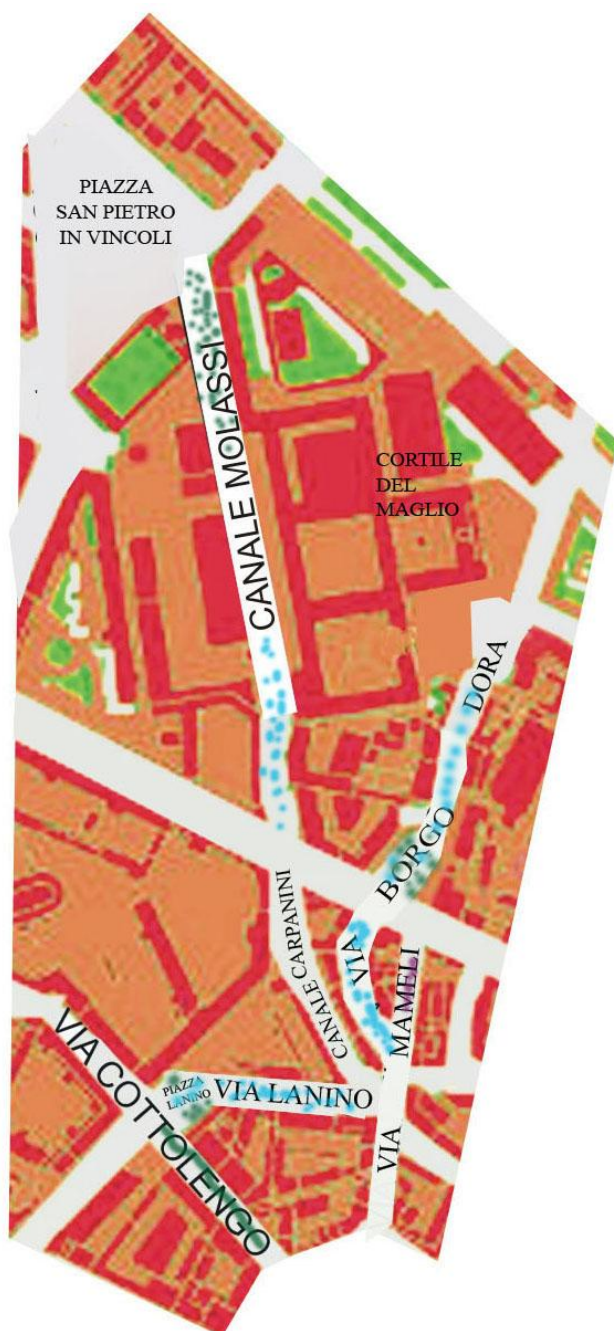 PIAZZA
SAN PIETRO
IN VINCOLI
CANALE MOLASSI
CORTILE
DEL
MAGLIO
VIA BORGO DORA
CANALE CARPANINI
VIA MAMELI
PIAZZA
LANINO
VIA LANINO
VIA COTTOLENGO